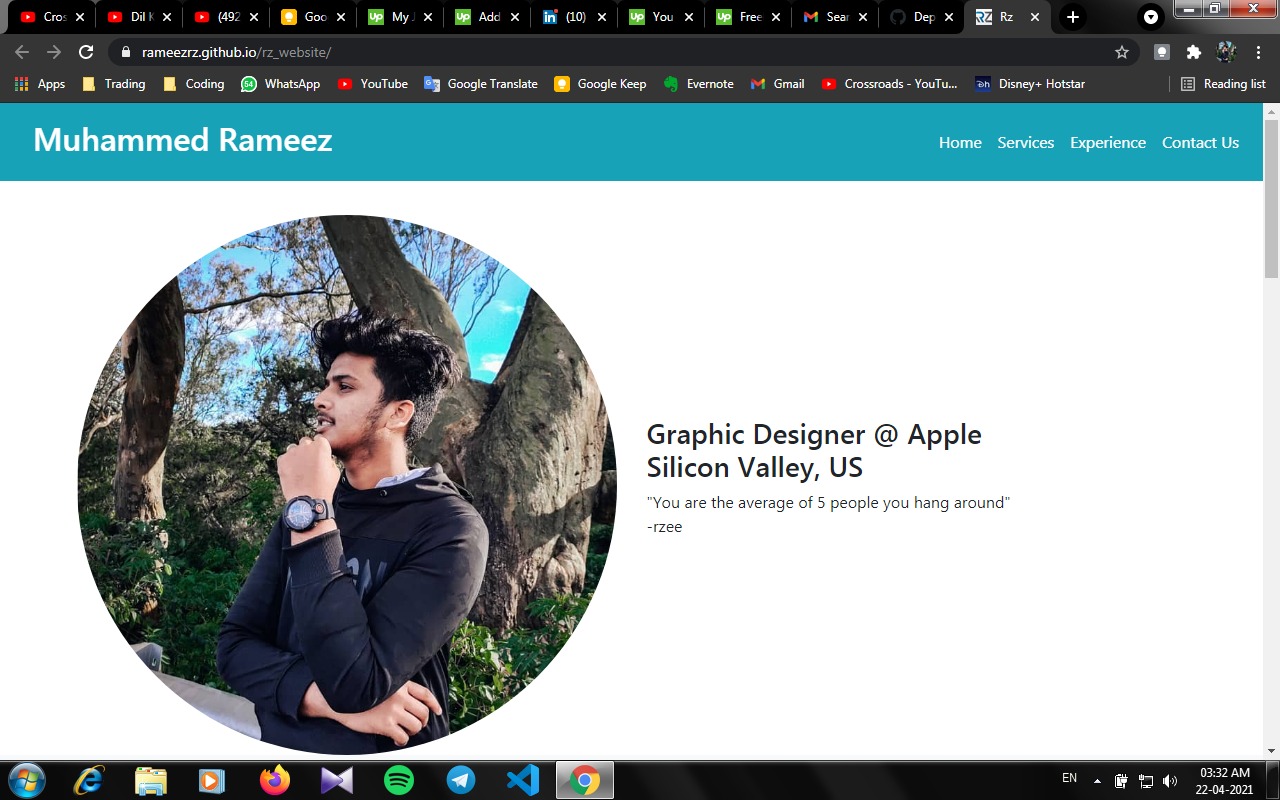 Cros
Dil K
(492
Goo
My J
Add
(10)
You
Free
Sear
Dep
Rz
rameezrz.github.io/rz_website/
Apps
Trading
Coding
WhatsApp
YouTube
Google Translate
Google Keep
Evernote
Gmail
Crossroads - YouTu...
Disney+ Hotstar
Reading list
Muhammed Rameez
Home
Services
Experience
Contact Us
Graphic Designer @ Apple
Silicon Valley, US
"You are the average of 5 people you hang around"
-rzee
EN
03:32 AM
22-04-2021